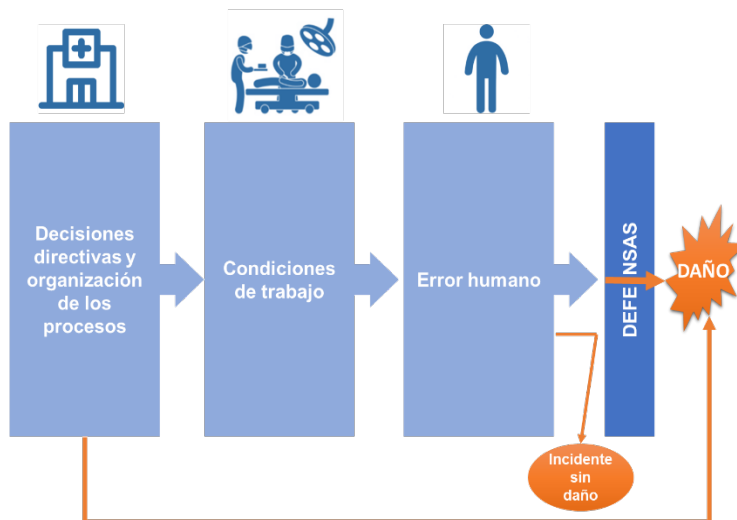 Decisiones
directivas y
organización
de los
procesos
Condiciones
de trabajo
Error humano
DEFENSAS
DAÑO
Incidente
sin
daño